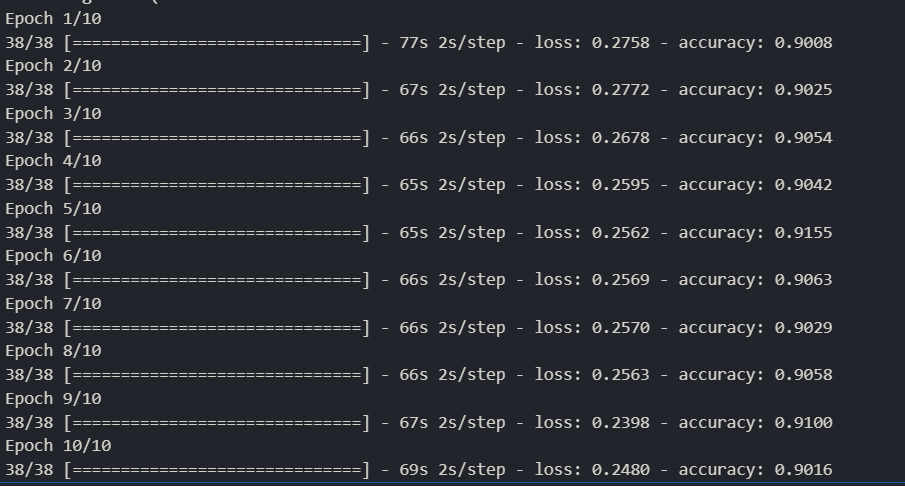 Epoch 1/10
38/38 [==============================] - 77s 2s/step - loss: 0.2758 - accuracy: 0.9008
Epoch 2/10
38/38 [==============================] - 67s 2s/step - loss: 0.2772 - accuracy: 0.9025
Epoch 3/10
38/38 [==============================] - 66s 2s/step - loss: 0.2678 - accuracy: 0.9054
Epoch 4/10
38/38 [==============================] - 65s 2s/step - loss: 0.2595 - accuracy: 0.9042
Epoch 5/10
38/38 [==============================] - 65s 2s/step - loss: 0.2562 - accuracy: 0.9155
Epoch 6/10
38/38 [==============================] - 66s 2s/step - loss: 0.2569 - accuracy: 0.9063
Epoch 7/10
38/38 [==============================] - 66s 2s/step - loss: 0.2570 - accuracy: 0.9029
Epoch 8/10
38/38 [==============================] - 66s 2s/step - loss: 0.2563 - accuracy: 0.9058
Epoch 9/10
38/38 [==============================] - 67s 2s/step - loss: 0.2398 - accuracy: 0.9100
Epoch 10/10
38/38 [==============================] - 69s 2s/step - loss: 0.2480 - accuracy: 0.9016